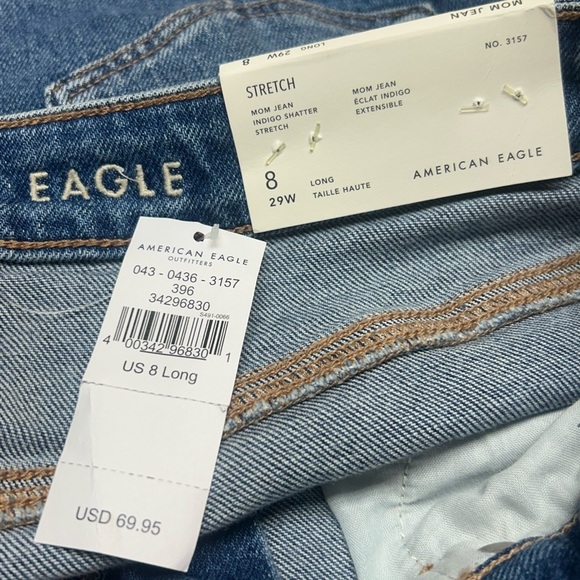 MOM JEAN
8 LONG
29W
STRETCH
NO. 3157
MOM JEAN
INDIGO SHATTER
STRETCH
MOM JEAN
ÉCLAT INDIGO
EXTENSIBLE
8
29W
LONG
TAILLE HAUTE
AMERICAN EAGLE
EAGLE
AMERICAN EAGLE
OUTFITTERS
043 - 0436 - 3157
396
34296830
S491-0066
4 00342 96830 1
US 8 Long
USD 69.95